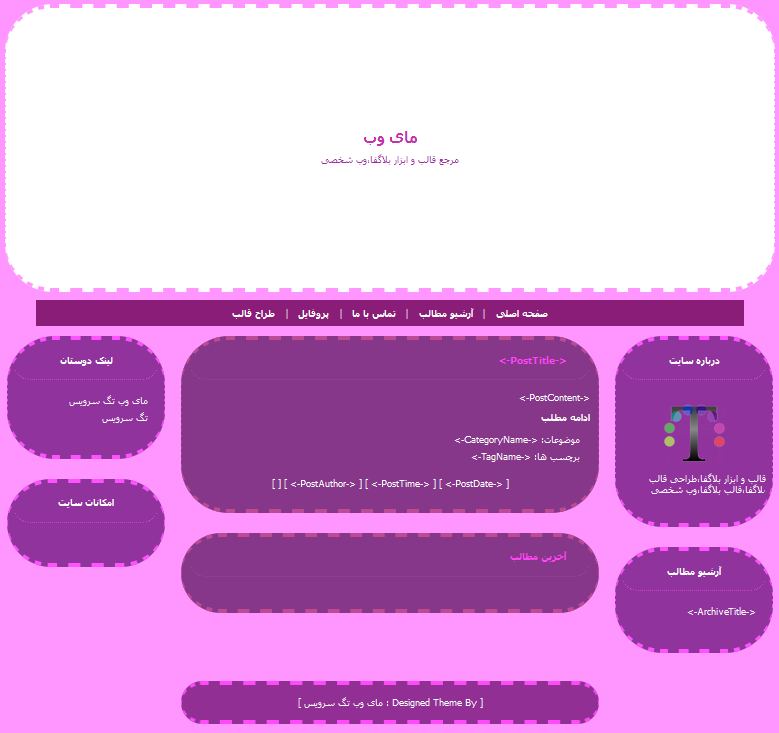 مای وب
مرجع قالب و ابزار بلاگفا،وب شخصی
صفحه اصلی | آرشیو مطالب | تماس با ما | پروفایل | طراح قالب
درباره سایت
T
قالب و ابزار بلاگفا،طراحی قالب
بلاگفا،قالب بلاگفا،وب شخصی
آرشیو مطالب
<-ArchiveTitle->
<-PostTitle->
<-PostContent->
ادامه مطلب
موضوعات: <-CategoryName->
برچسب ها: <-TagName->
[ <-PostDate-> ] [ <-PostTime-> ] [ <-PostAuthor-> ] [ ]
آخرین مطالب
لینک دوستان
مای وب تگ سرویس
تگ سرویس
امکانات سایت
[ Designed Theme By : مای وب تگ سرویس ]